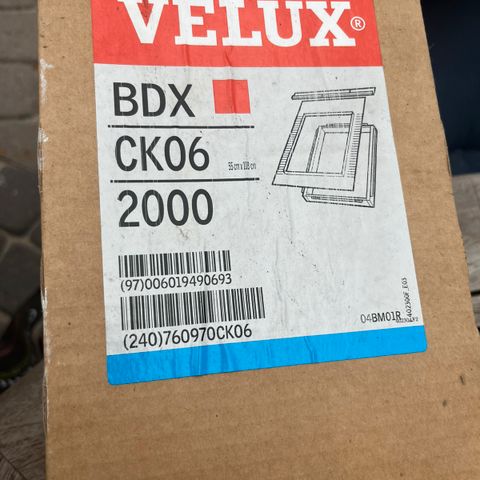 VELUX®
BDX
CK06 55 cm x 118 cm
2000
(97)006019490693
(240)760970CK06
04BM01R